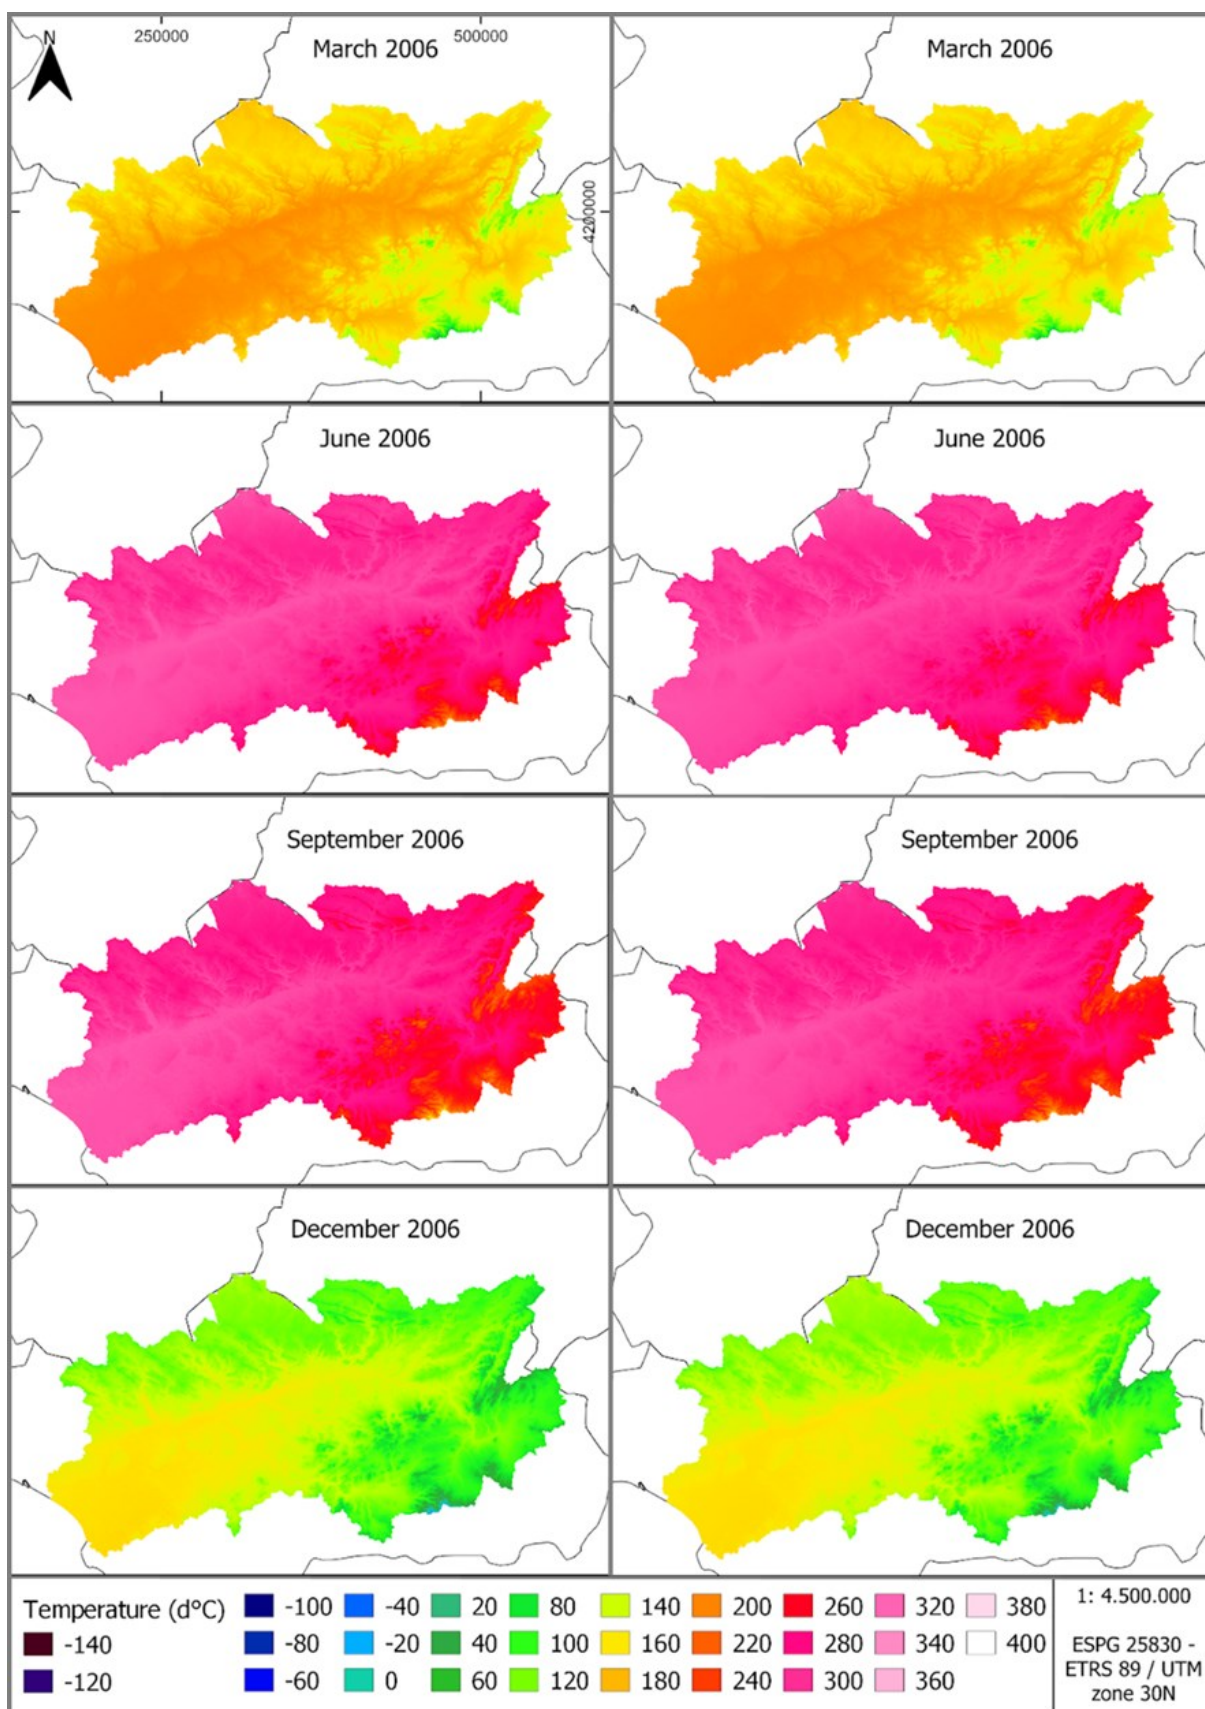 N
250000
500000
March 2006
March 2006
4200000
June 2006
June 2006
September 2006
September 2006
December 2006
December 2006
Temperature (d°C)
-140
-120
-100
-80
-60
-40
-20
0
20
40
60
80
100
120
140
160
180
200
220
240
260
280
300
320
340
360
380
400
1: 4.500.000
ESPG 25830 -
ETRS 89 / UTM
zone 30N